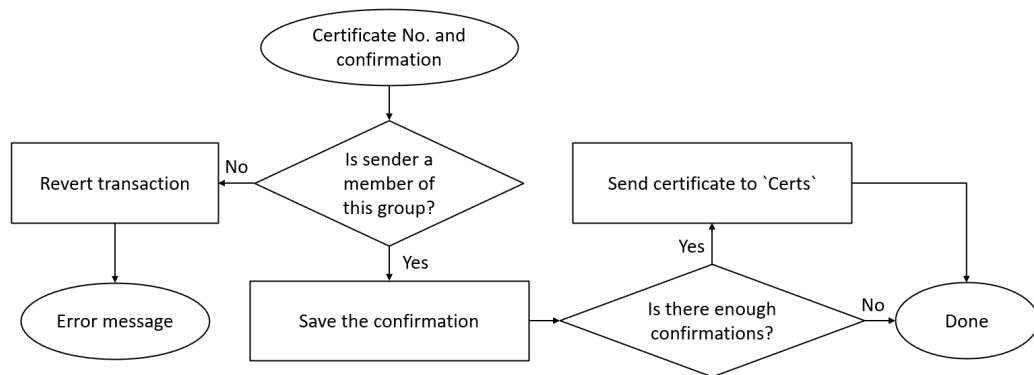 Certificate No. and
confirmation
Is sender a
member of
this group?
No
Revert transaction
Error message
Yes
Save the confirmation
Is there enough
confirmations?
Yes
Send certificate to `Certs`
No
Done